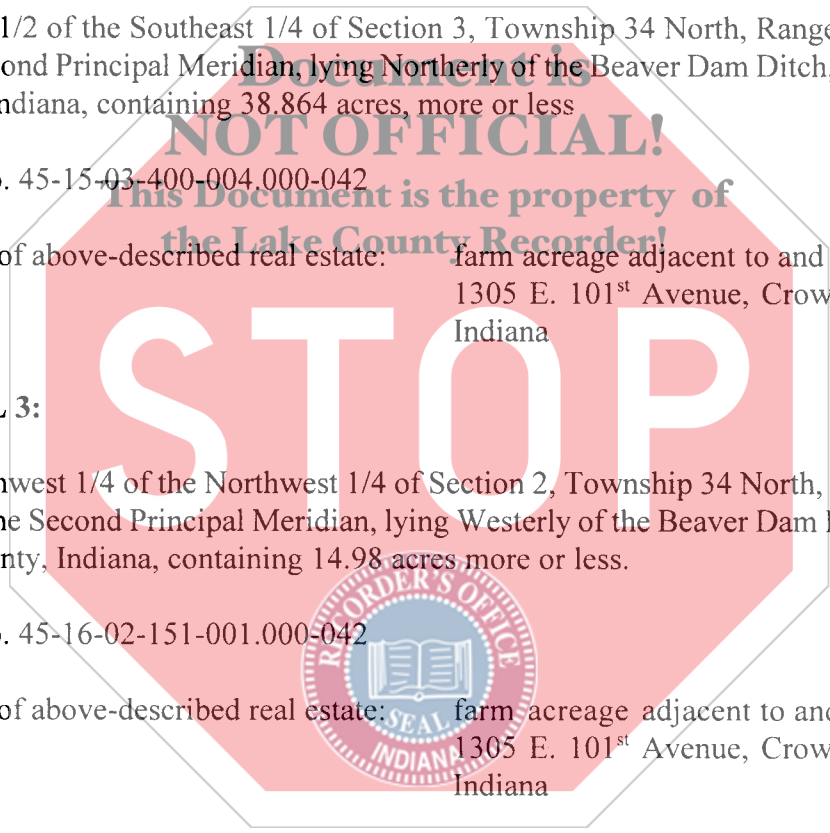 1/2 of the Southeast 1/4 of Section 3, Township 34 North, Range
ond Principal Meridian, lying Northerly of the Beaver Dam Ditch,
Document is
ndiana, containing 38.864 acres, more or less
NOT OFFICIAL!
. 45-15-03-400-004.000-042
This Document is the property of
the Lake County Recorder!
of above-described real estate: farm acreage adjacent to and
1305 E. 101st Avenue, Crow
Indiana
STOP
3:
nwest 1/4 of the Northwest 1/4 of Section 2, Township 34 North,
ne Second Principal Meridian, lying Westerly of the Beaver Dam
nty, Indiana, containing 14.98 acres more or less.
RECORDER'S OFFICE
. 45-16-02-151-001.000-042
of above-described real estate: farm acreage adjacent to and
SEAL
1305 E. 101st Avenue, Crow
INDIANA
Indiana